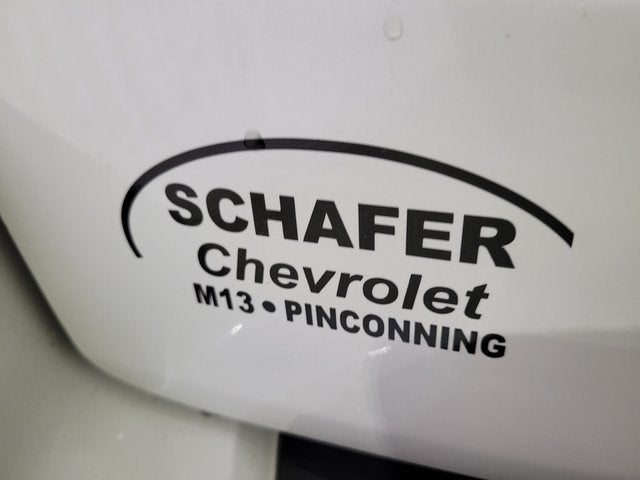 SCHAFER
Chevrolet
M13 • PINCONNING